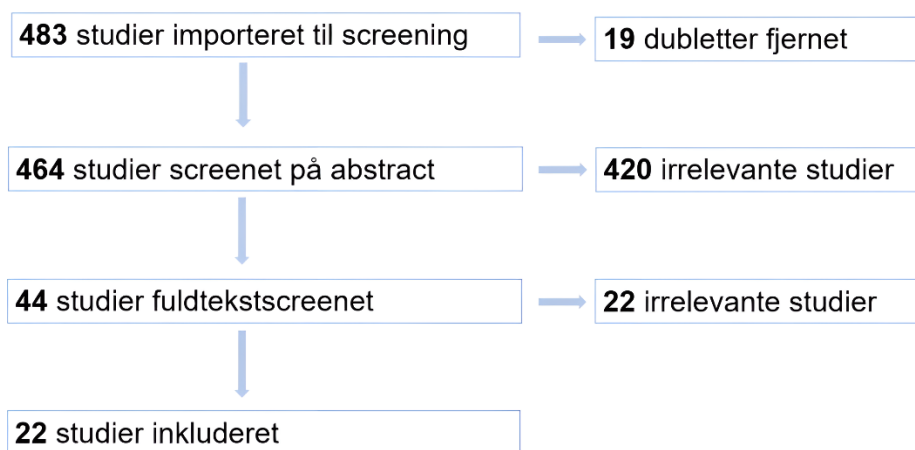 483 studier importeret til screening
19 dubletter fjernet
464 studier screenet på abstract
420 irrelevante studier
44 studier fuldtekstscreenet
22 irrelevante studier
22 studier inkluderet